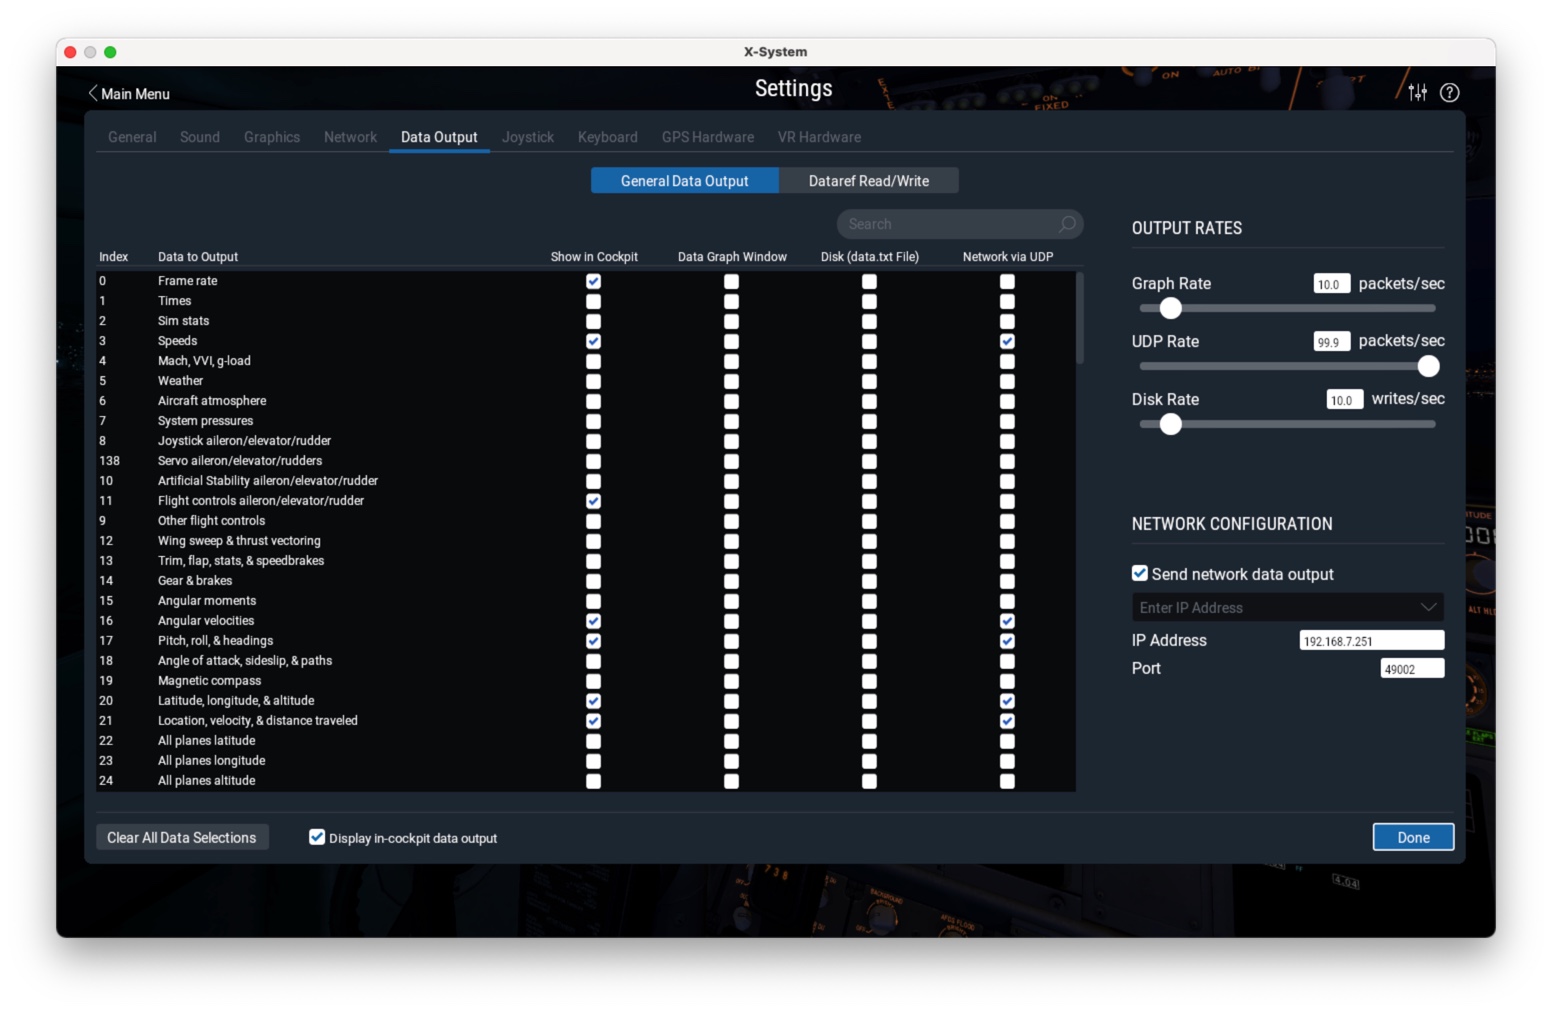 X-System
Main Menu
Settings
General Sound Graphics Network Data Output Joystick Keyboard GPS Hardware VR Hardware
General Data Output Dataref Read/Write
Search
Index Data to Output Show in Cockpit Data Graph Window Disk (data.txt File) Network via UDP
0 Frame rate
1 Times
2 Sim stats
3 Speeds
4 Mach, VVI, g-load
5 Weather
6 Aircraft atmosphere
7 System pressures
8 Joystick aileron/elevator/rudder
138 Servo aileron/elevator/rudders
10 Artificial Stability aileron/elevator/rudder
11 Flight controls aileron/elevator/rudder
9 Other flight controls
12 Wing sweep & thrust vectoring
13 Trim, flap, stats, & speedbrakes
14 Gear & brakes
15 Angular moments
16 Angular velocities
17 Pitch, roll, & headings
18 Angle of attack, sideslip, & paths
19 Magnetic compass
20 Latitude, longitude, & altitude
21 Location, velocity, & distance traveled
22 All planes latitude
23 All planes longitude
24 All planes altitude
OUTPUT RATES
Graph Rate 10.0 packets/sec
UDP Rate 99.9 packets/sec
Disk Rate 10.0 writes/sec
NETWORK CONFIGURATION
Send network data output
Enter IP Address
IP Address 192.168.7.251
Port 49002
Clear All Data Selections Display in-cockpit data output Done
ON
ON
FIXED
4.04